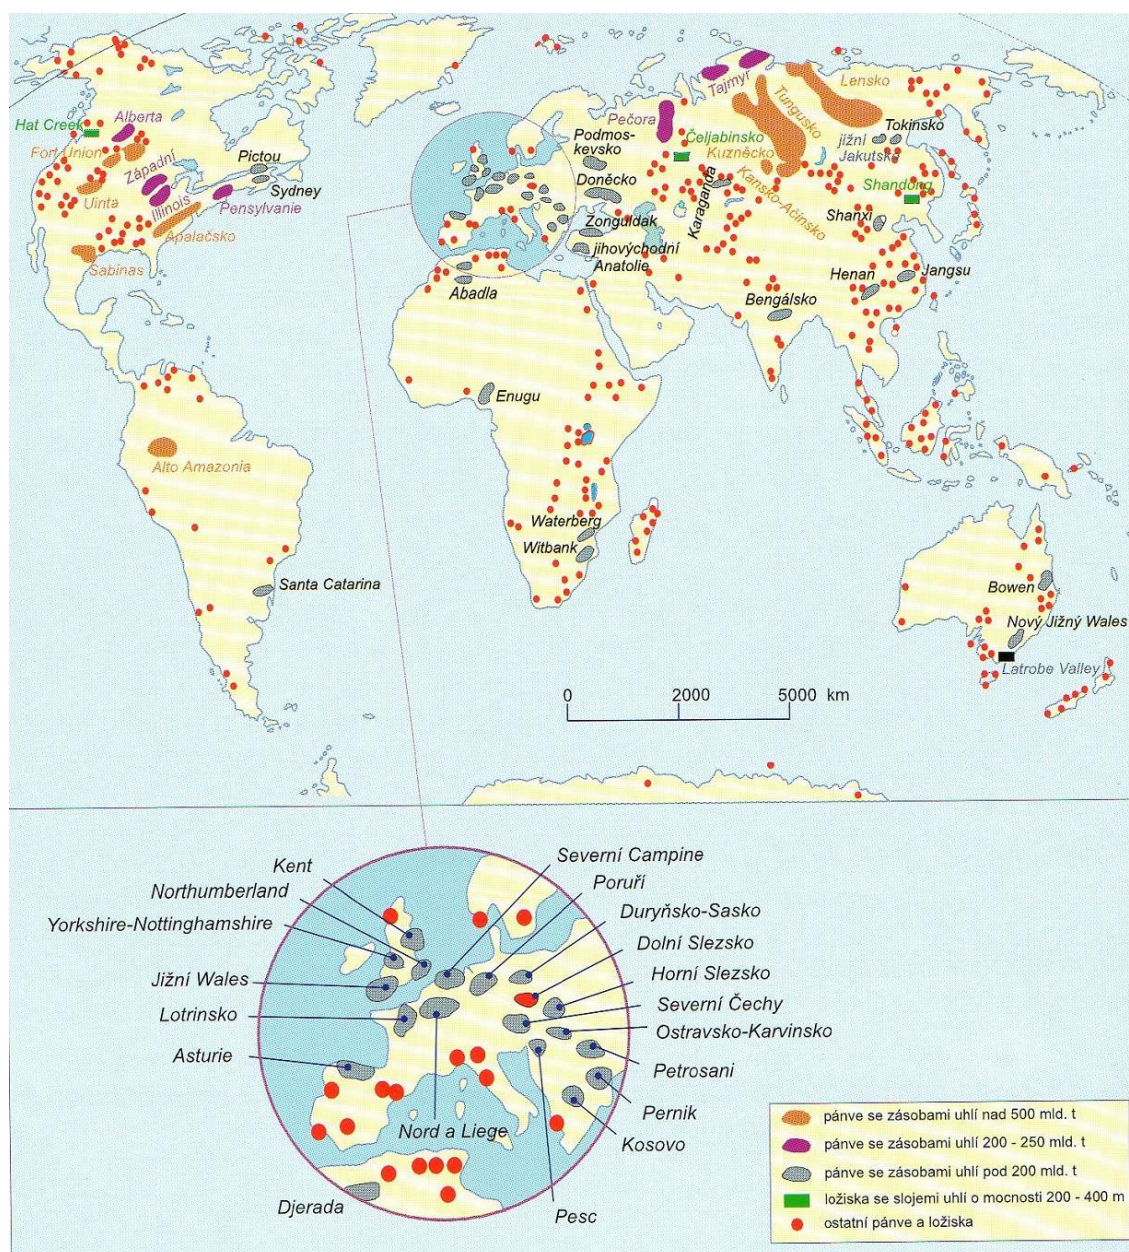 Hat Creek
Alberta
Fort Union
Západní
Pictou
Sydney
Illinois
Pensylvanie
Uinta
Apalačsko
Sabinas
Tajmyr
Lensko
Pečora
Tungusko
Podmos-
kevsko
Čeljabinsko
Kuzněcko
Tokinsko
jižní
Jakutsko
Doněcko
Karaganda
Kansko-Ačinsko
Shandong
Zonguldak
Shanxi
jihovýchodní
Anatolie
Abadla
Henan
Jangsu
Bengálsko
Enugu
Alto Amazonia
Waterberg
Witbank
Santa Catarina
Bowen
Nový Jižný Wales
Latrobe Valley
0 2000 5000 km
Kent
Severní Campine
Northumberland
Poruří
Yorkshire-Nottinghamshire
Duryňsko-Sasko
Dolní Slezsko
Jižní Wales
Horní Slezsko
Lotrinsko
Severní Čechy
Ostravsko-Karvinsko
Asturie
Petrosani
Pernik
Nord a Liege
Kosovo
Djerada
Pesc
pánve se zásobami uhlí nad 500 mld. t
pánve se zásobami uhlí 200 - 250 mld. t
pánve se zásobami uhlí pod 200 mld. t
ložiska se slojemi uhlí o mocnosti 200 - 400 m
ostatní pánve a ložiska